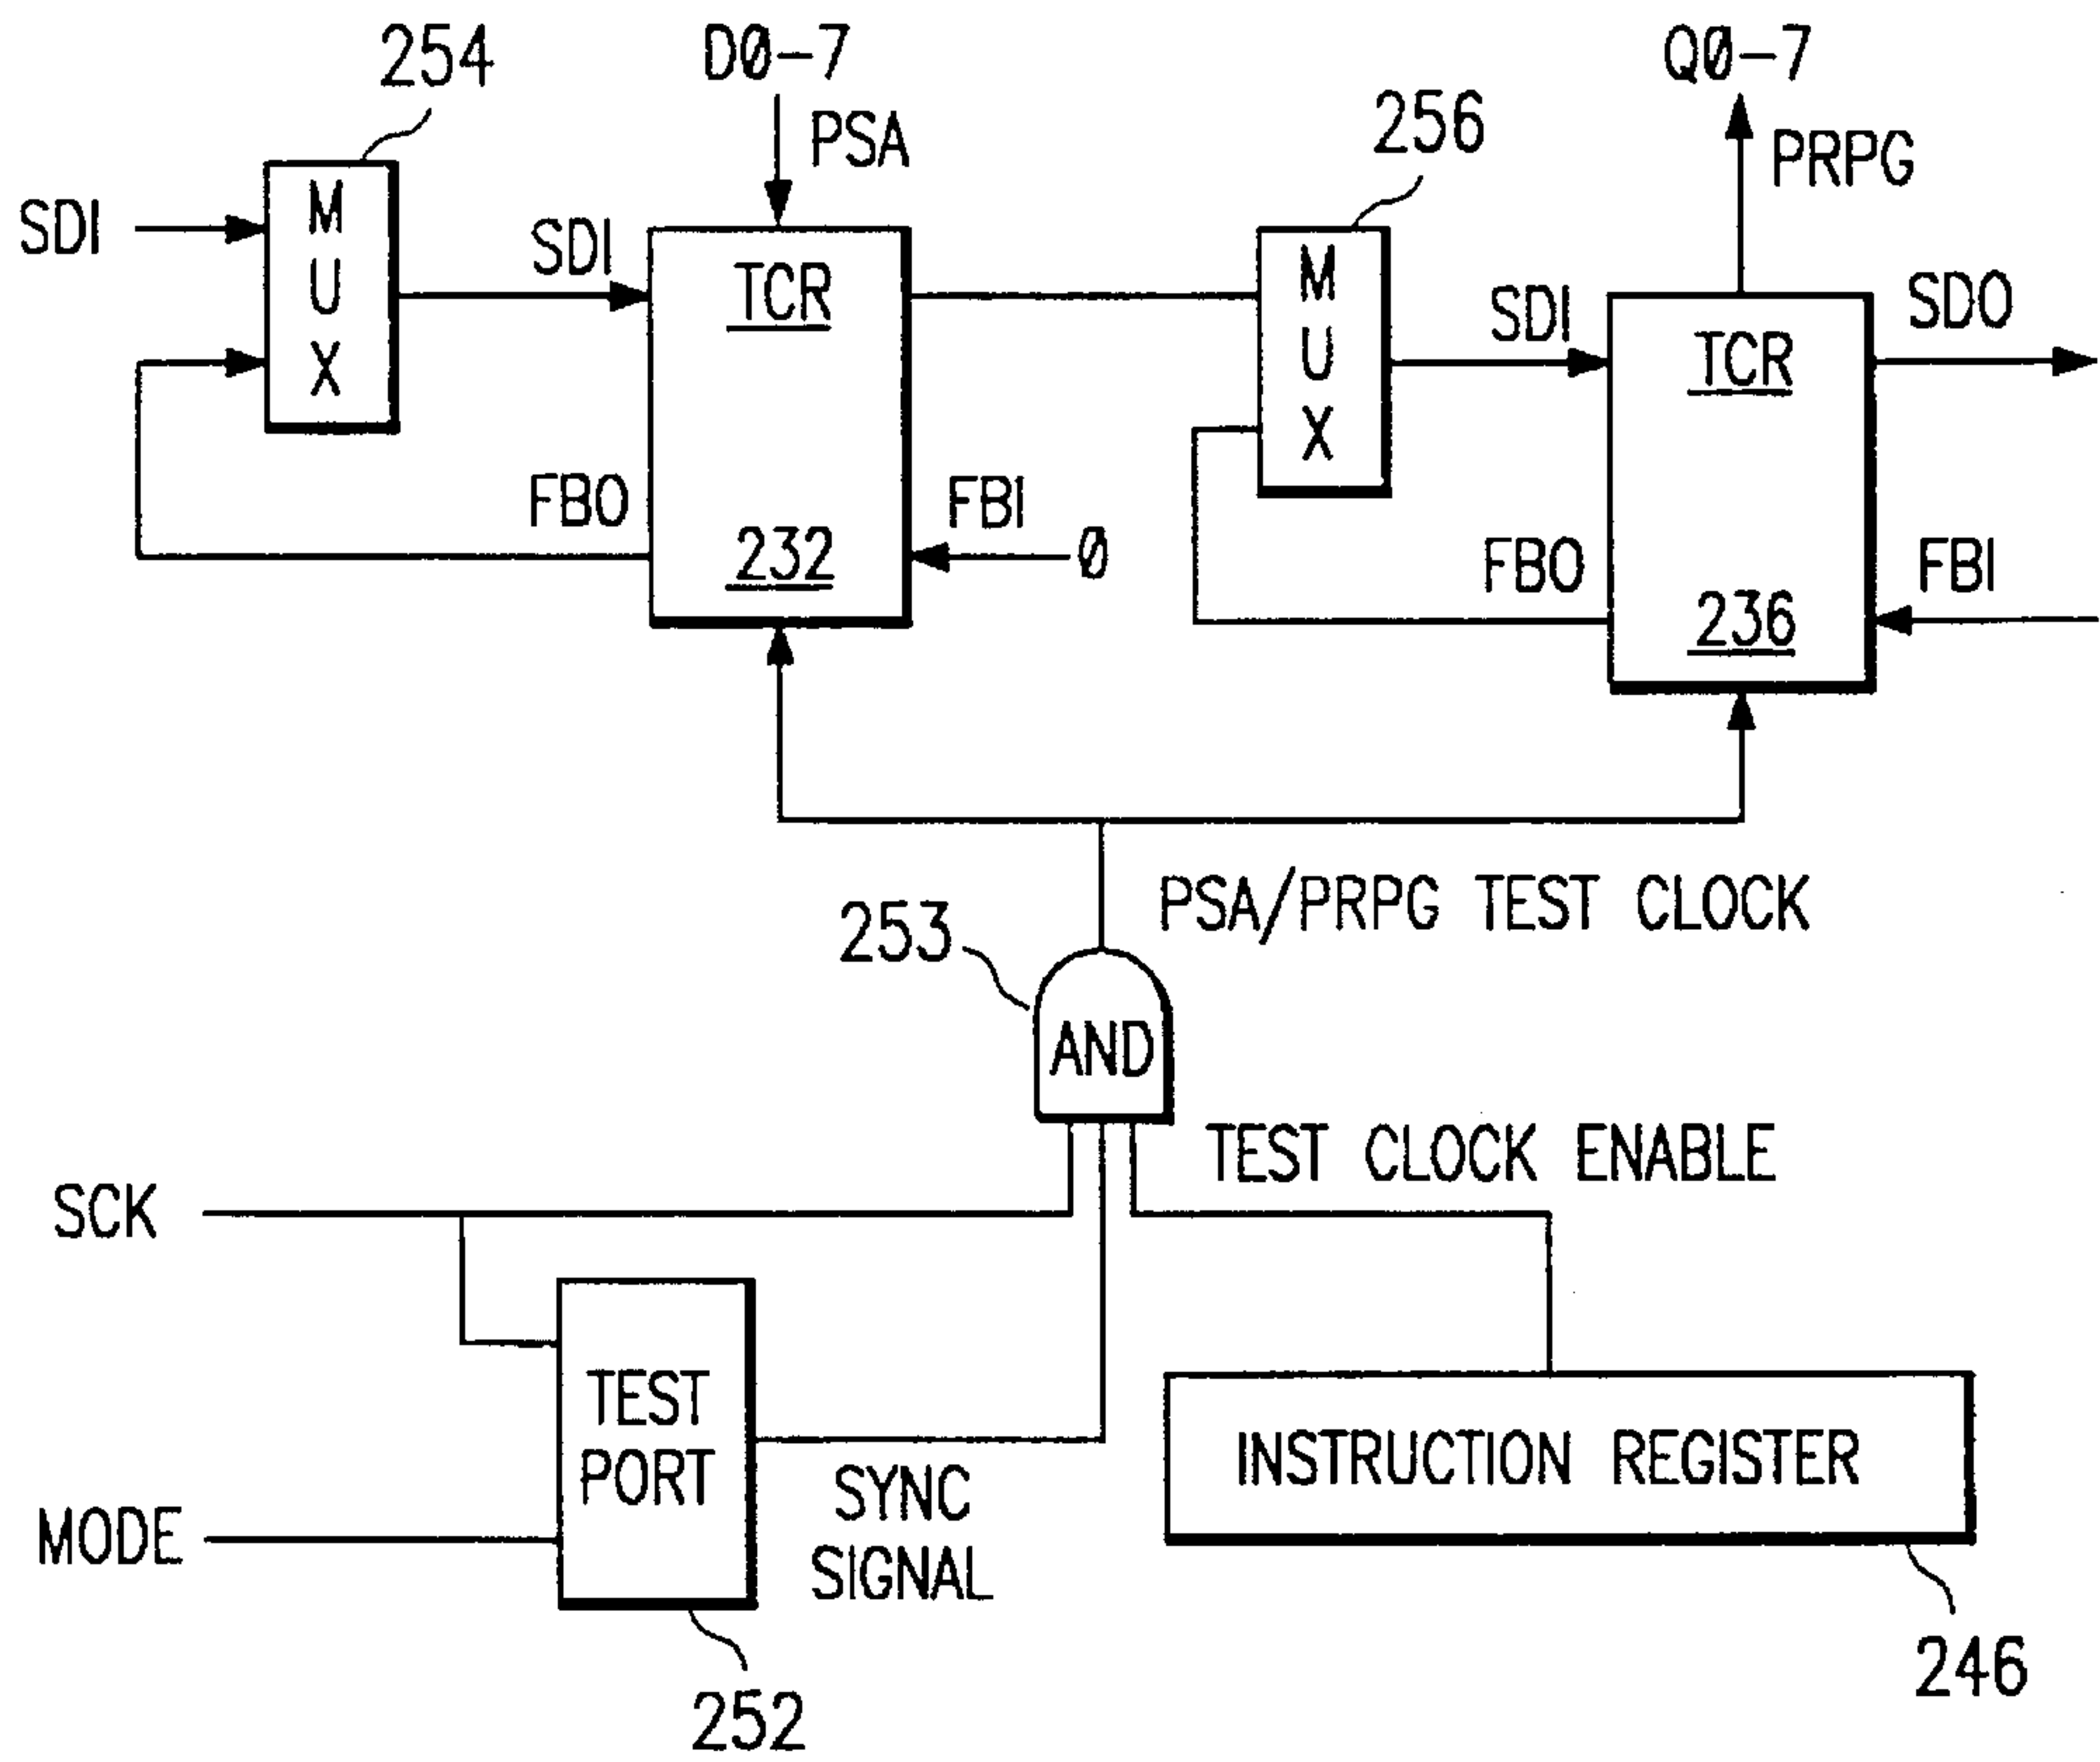 254
D0-7
Q0-7
PSA
256
PRPG
SDI
MUX
SDI
TCR
MUX
SDI
TCR
SDO
FBO
FBI
0
232
FBO
FBI
236
PSA/PRPG TEST CLOCK
253
AND
TEST CLOCK ENABLE
SCK
TEST
PORT
SYNC
SIGNAL
INSTRUCTION REGISTER
MODE
246
252